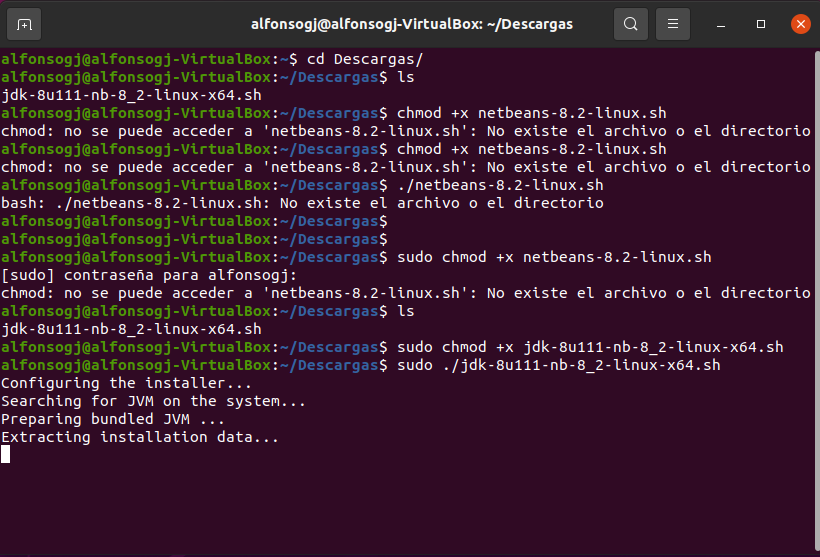 alfonsogj@alfonsogj-VirtualBox: ~/Descargas
alfonsogj@alfonsogj-VirtualBox:~$ cd Descargas/
alfonsogj@alfonsogj-VirtualBox:~/Descargas$ ls
jdk-8u111-nb-8_2-linux-x64.sh
alfonsogj@alfonsogj-VirtualBox:~/Descargas$ chmod +x netbeans-8.2-linux.sh
chmod: no se puede acceder a 'netbeans-8.2-linux.sh': No existe el archivo o el directorio
alfonsogj@alfonsogj-VirtualBox:~/Descargas$ chmod +x netbeans-8.2-linux.sh
chmod: no se puede acceder a 'netbeans-8.2-linux.sh': No existe el archivo o el directorio
alfonsogj@alfonsogj-VirtualBox:~/Descargas$ ./netbeans-8.2-linux.sh
bash: ./netbeans-8.2-linux.sh: No existe el archivo o el directorio
alfonsogj@alfonsogj-VirtualBox:~/Descargas$
alfonsogj@alfonsogj-VirtualBox:~/Descargas$
alfonsogj@alfonsogj-VirtualBox:~/Descargas$ sudo chmod +x netbeans-8.2-linux.sh
[sudo] contraseña para alfonsogj:
chmod: no se puede acceder a 'netbeans-8.2-linux.sh': No existe el archivo o el directorio
alfonsogj@alfonsogj-VirtualBox:~/Descargas$ ls
jdk-8u111-nb-8_2-linux-x64.sh
alfonsogj@alfonsogj-VirtualBox:~/Descargas$ sudo chmod +x jdk-8u111-nb-8_2-linux-x64.sh
alfonsogj@alfonsogj-VirtualBox:~/Descargas$ sudo ./jdk-8u111-nb-8_2-linux-x64.sh
Configuring the installer...
Searching for JVM on the system...
Preparing bundled JVM ...
Extracting installation data...